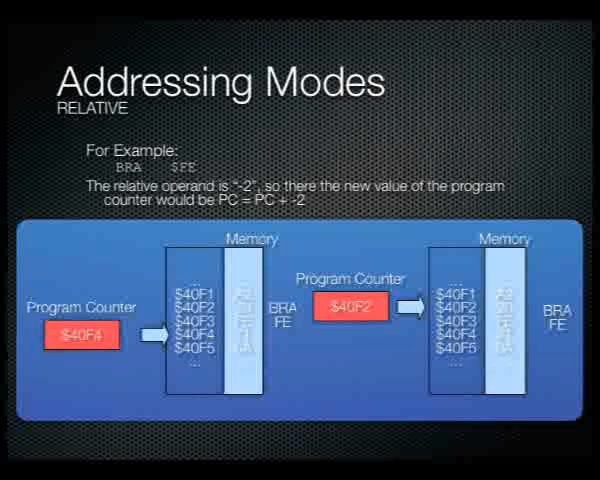 Addressing Modes
RELATIVE
For Example:
BRA $FE
The relative operand is "-2", so there the new value of the program
counter would be PC = PC + -2
Memory
Program Counter
$40F4
...
$40F1
$40F2
$40F3
$40F4
$40F5
...
BRA
FE
Memory
Program Counter
$40F2
...
$40F1
$40F2
$40F3
$40F4
$40F5
...
BRA
FE